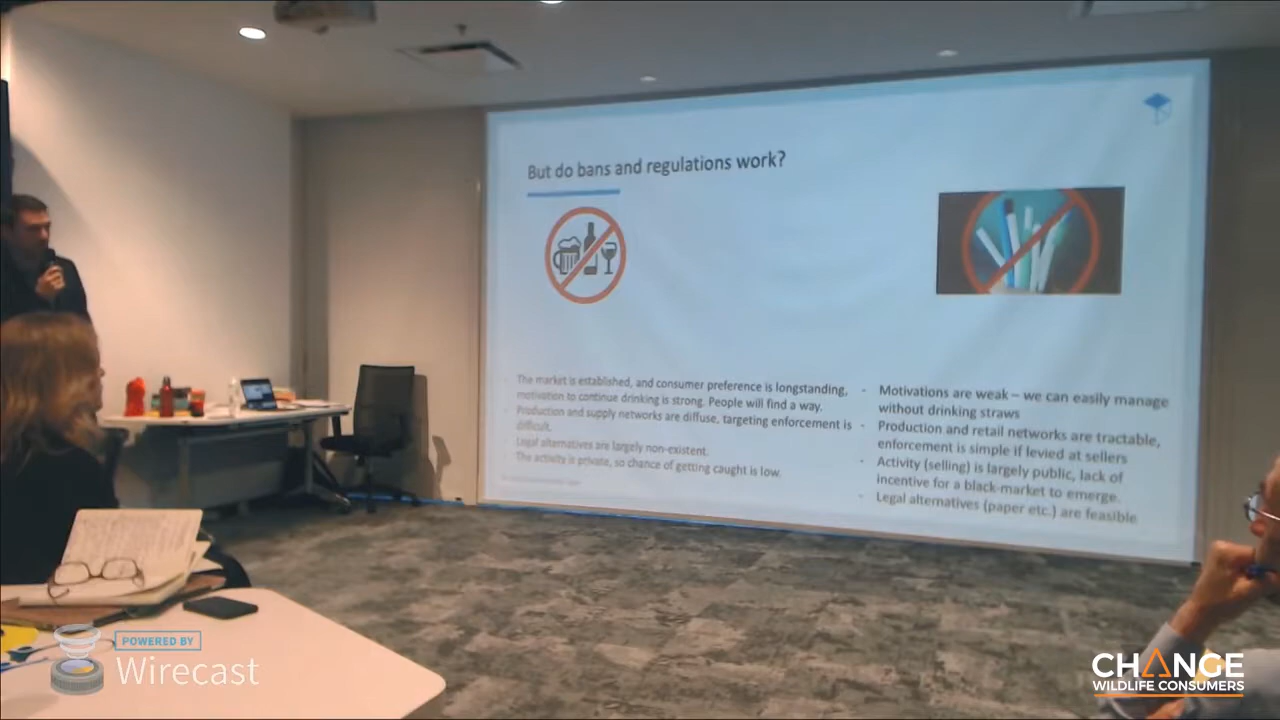 But do bans and regulations work?
The market is established, and consumer preference is longstanding,
motivation to continue drinking is strong. People will find a way.
Production and supply networks are diffuse, targeting enforcement is
difficult.
Legal alternatives are largely non-existent.
The activity is private, so chance of getting caught is low.
- Motivations are weak – we can easily manage
without drinking straws
- Production and retail networks are tractable,
enforcement is simple if levied at sellers
- Activity (selling) is largely public, lack of
incentive for a black-market to emerge.
- Legal alternatives (paper etc.) are feasible
POWERED BY
Wirecast
CHANGE
WILDLIFE CONSUMERS